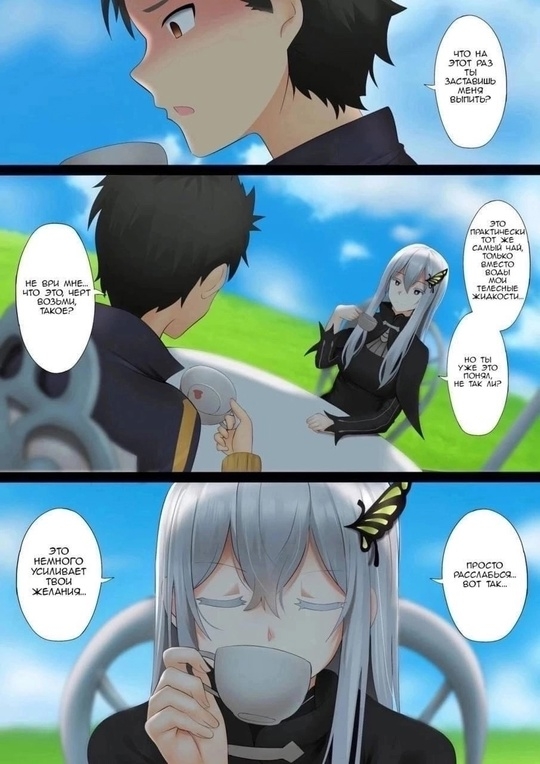 ЧТО НА
ЭТОТ РАЗ
ТЫ
ЗАСТАВИШЬ
МЕНЯ
ВЫПИТЬ?
ЭТО
ПРАКТИЧЕСКИ
ТОТ ЖЕ
САМЫЙ ЧАЙ,
ТОЛЬКО
ВМЕСТО
ВОДЫ
МОИ
ТЕЛЕСНЫЕ
ЖИДКОСТИ...
НЕ ВРИ МНЕ...
ЧТО ЭТО, ЧЕРТ
ВОЗЬМИ,
ТАКОЕ?
НО ТЫ
УЖЕ ЭТО
ПОНЯЛ,
НЕ ТАК ЛИ?
ЭТО
НЕМНОГО
УСИЛИВАЕТ
ТВОИ
ЖЕЛАНИЯ...
ПРОСТО
РАССЛАБЬСЯ...
ВОТ ТАК...